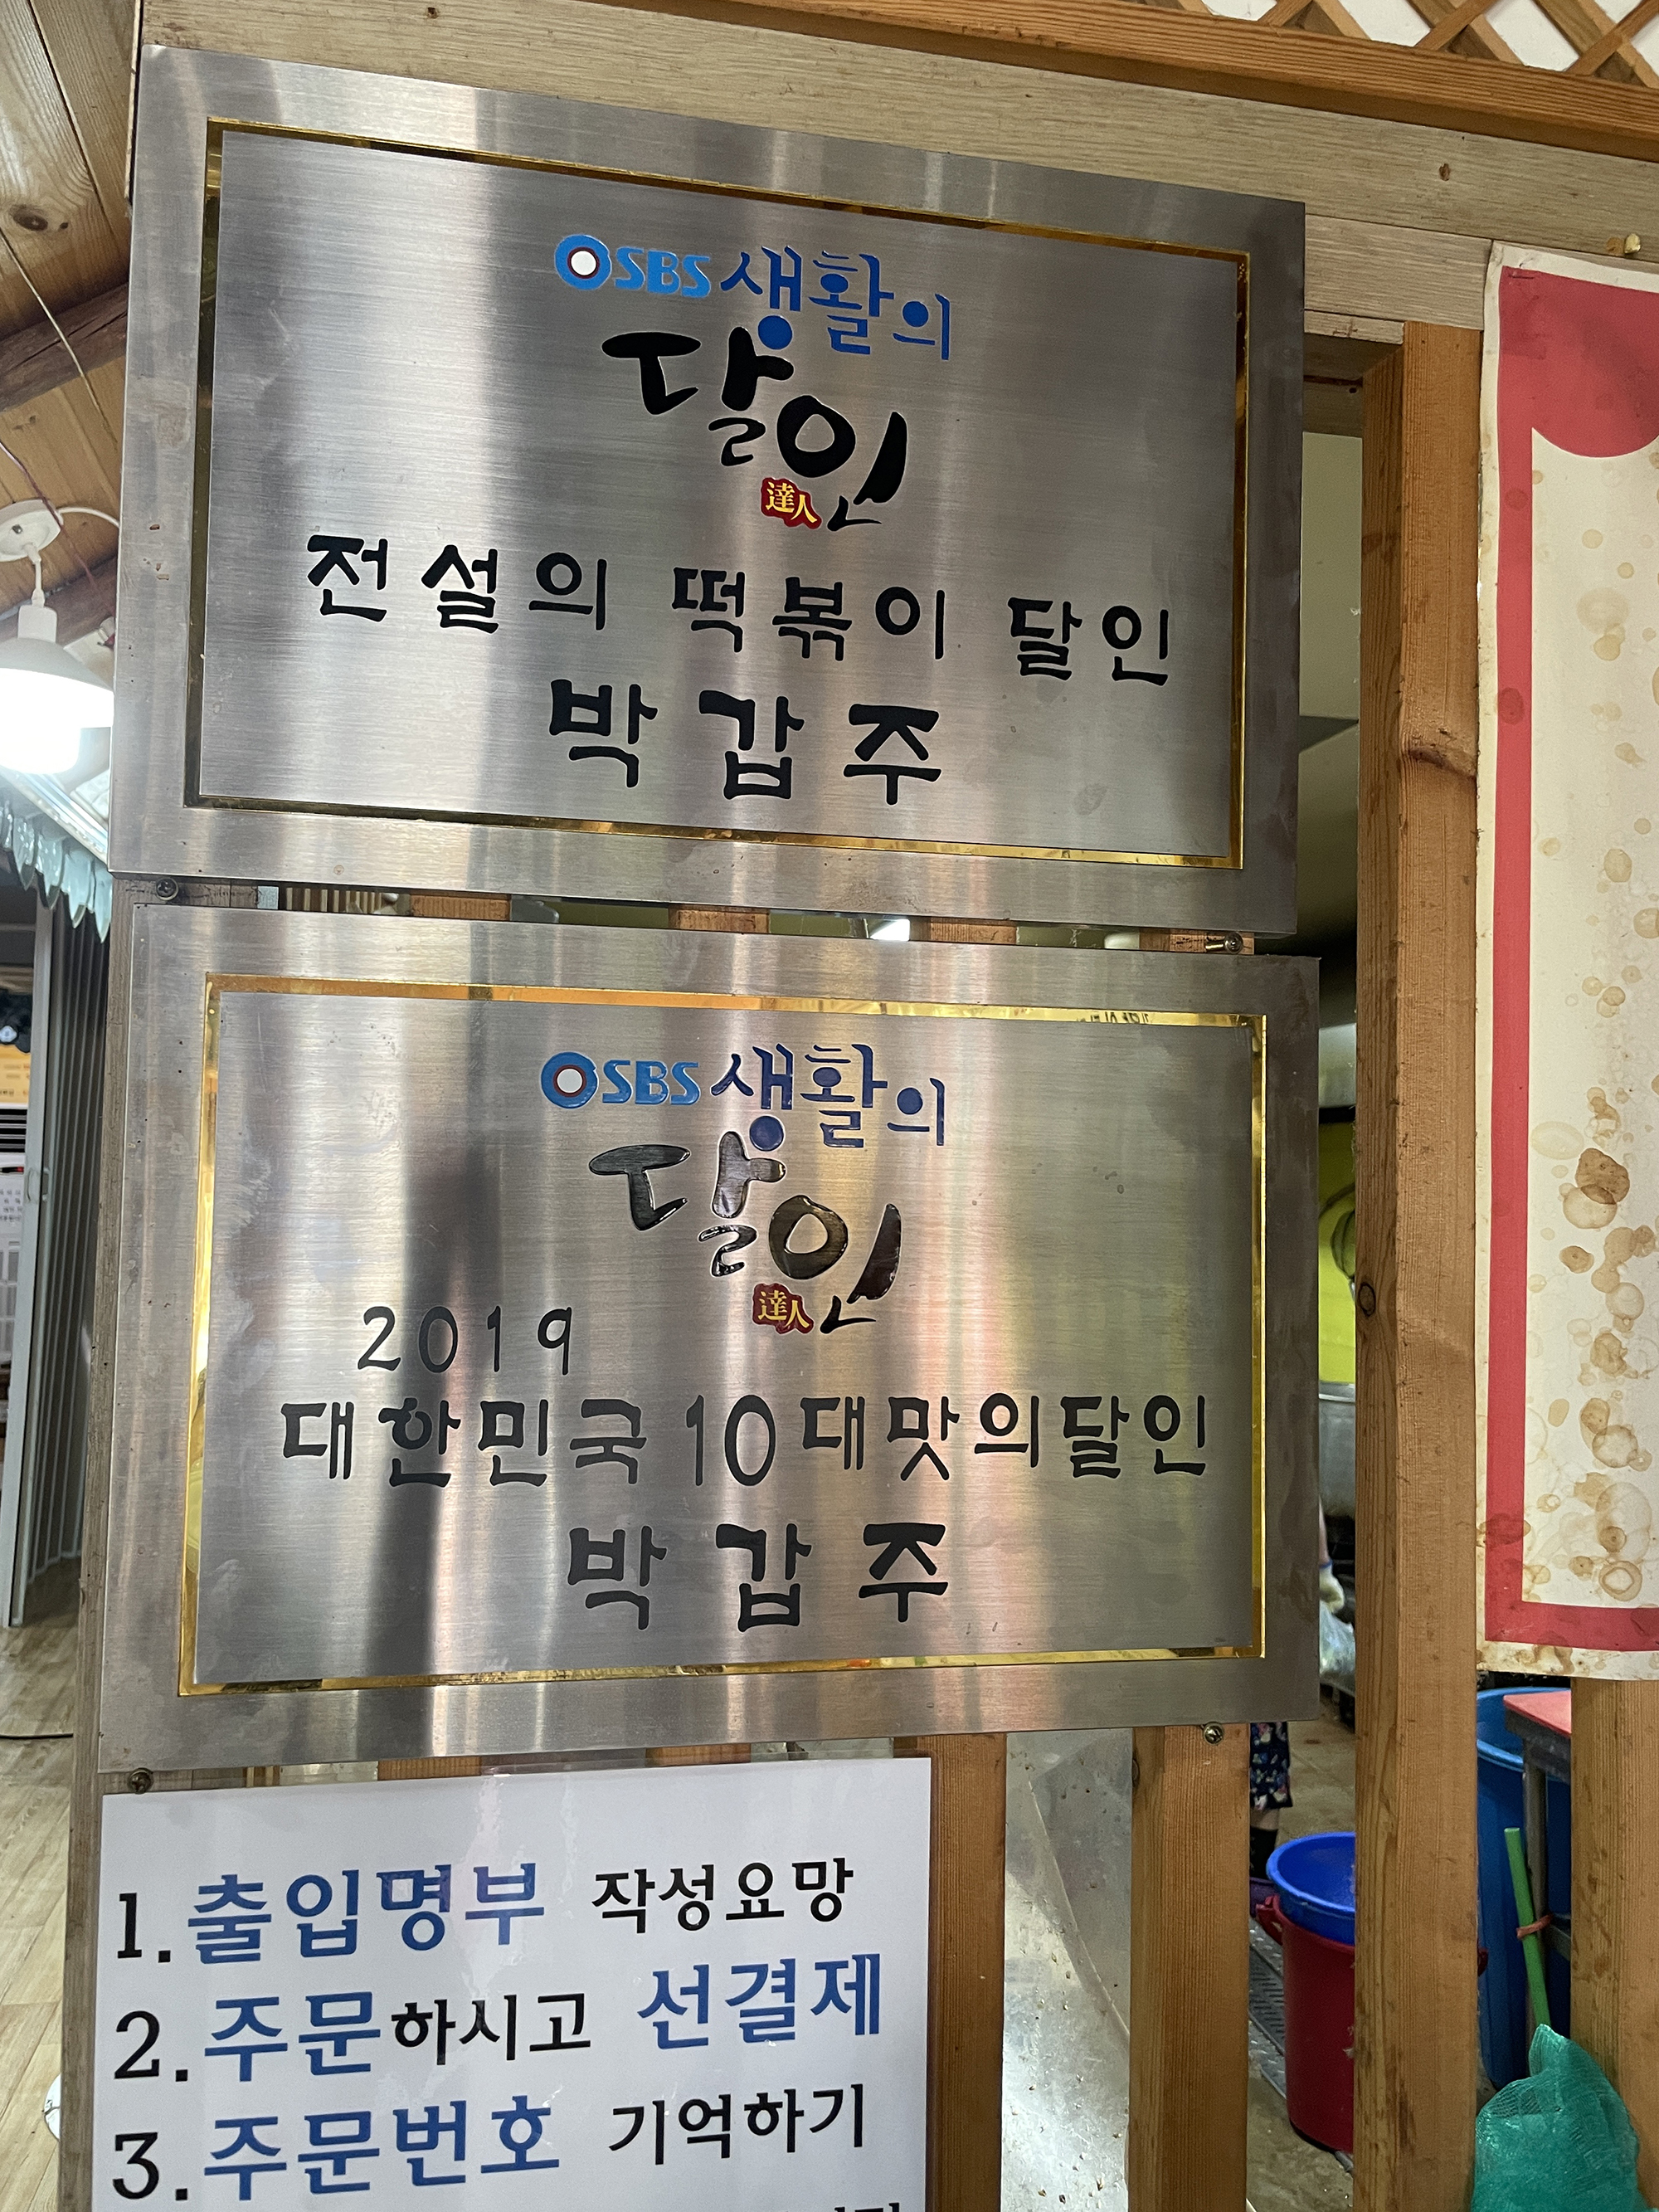 SBS 생활의
달인
達人
전설의 떡볶이 달인
박갑주
SBS 생활의
달인
達人
2019
대한민국 10대맛의달인
박갑주
1. 출입명부 작성요망
2. 주문하시고 선결제
3. 주문번호 기억하기